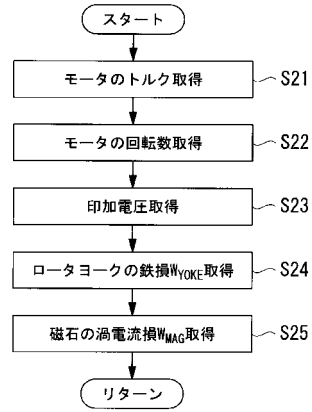 スタート
モータのトルク取得 S21
モータの回転数取得 S22
印加電圧取得 S23
ロータヨークの鉄損WYOKE取得 S24
磁石の渦電流損WMAG取得 S25
リターン